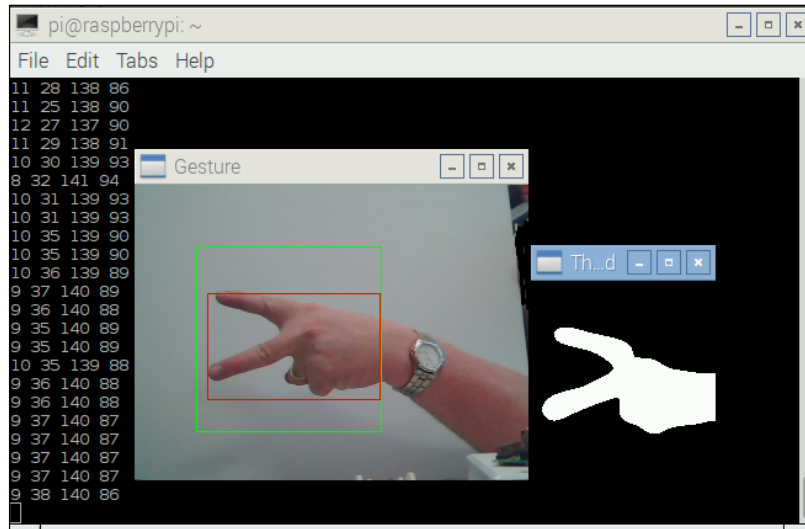 pi@raspberrypi: ~
File Edit Tabs Help
11 28 138 86
11 25 138 90
12 27 137 90
11 29 138 91
10 30 139 93
8 32 141 94
10 31 139 93
10 31 139 93
10 35 139 90
10 35 139 90
10 36 139 89
9 37 140 89
9 36 140 88
9 35 140 89
9 35 140 89
10 35 139 88
9 36 140 88
9 36 140 88
9 37 140 87
9 37 140 87
9 37 140 87
9 37 140 87
9 38 140 86
Gesture
Th...d